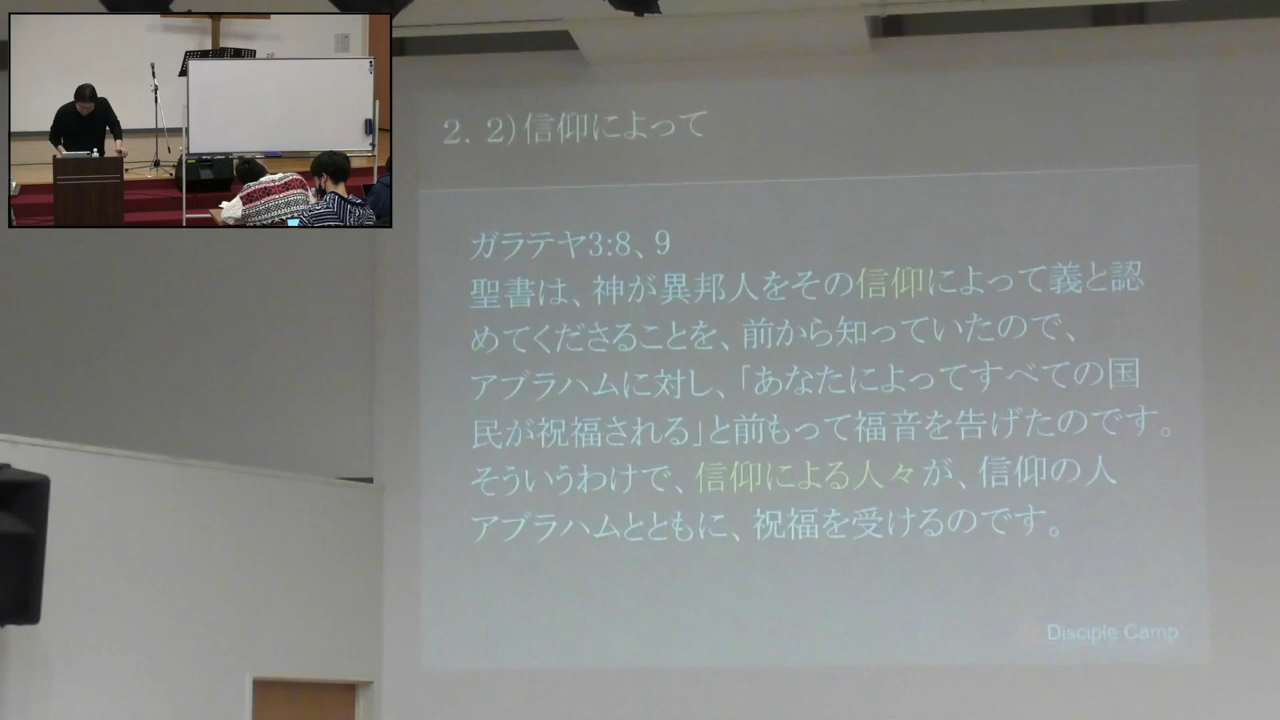 2. 2)信仰によって
ガラテヤ3:8、9
聖書は、神が異邦人をその信仰によって義と認
めてくださることを、前から知っていたので、
アブラハムに対し、「あなたによってすべての国
民が祝福される」と前もって福音を告げたのです。
そういうわけで、信仰による人々が、信仰の人
アブラハムとともに、祝福を受けるのです。
Disciple Camp